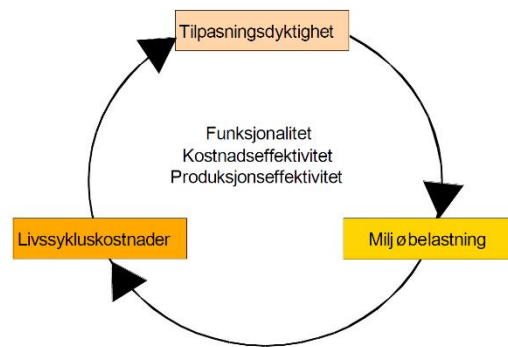 Tilpasningsdyktighet
Funksjonalitet
Kostnadseffektivitet
Produksjonseffektivitet
Livssykluskostnader
Miljøbelastning